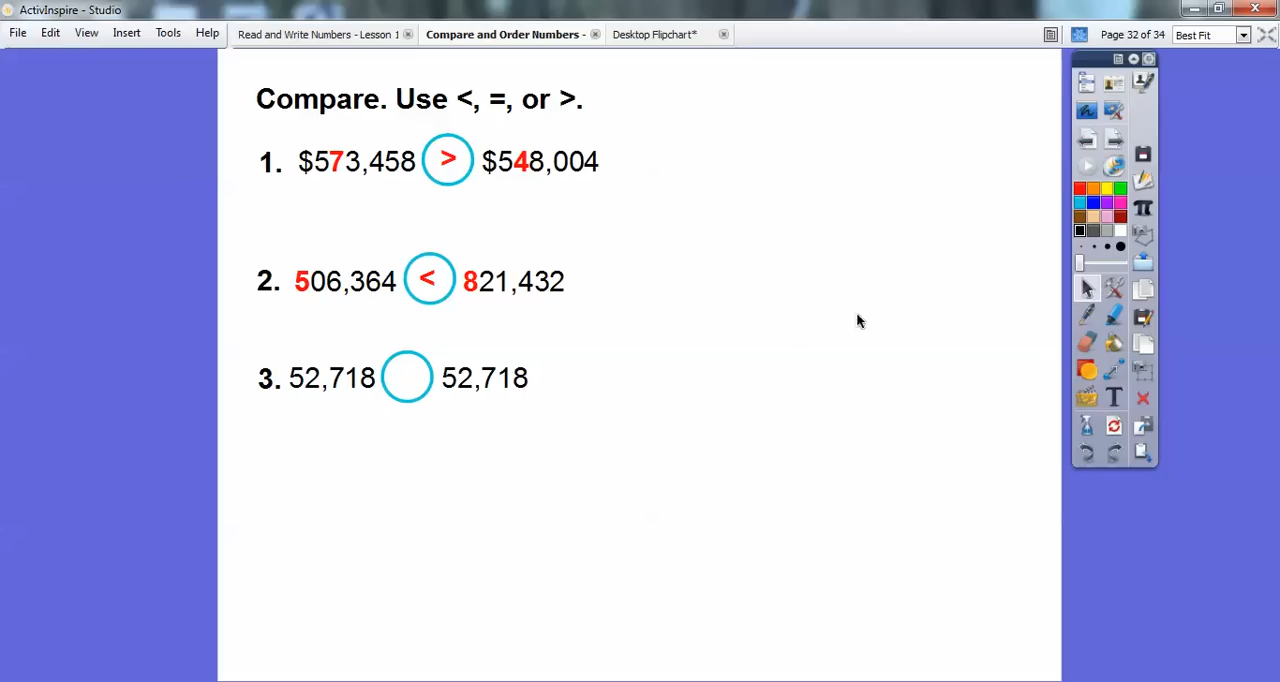 ActivInspire - Studio
File Edit View Insert Tools Help
Read and Write Numbers - Lesson 1 Compare and Order Numbers - Desktop Flipchart*
Page 32 of 34 Best Fit
Compare. Use <, =, or >.
1. $573,458 > $548,004
2. 506,364 < 821,432
3. 52,718 52,718